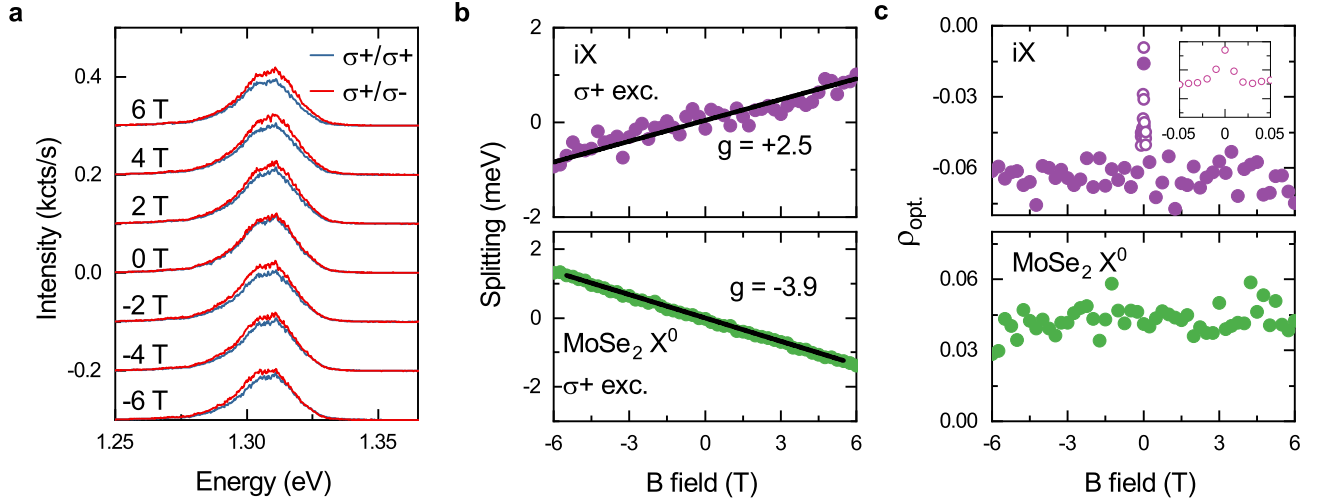 a
Intensity (kcts/s)
0.4
0.2
0.0
-0.2
σ+/σ+
σ+/σ-
6 T
4 T
2 T
0 T
-2 T
-4 T
-6 T
1.25
1.30
1.35
Energy (eV)
b
Splitting (meV)
2
0
-2
iX
σ+ exc.
g = +2.5
2
0
-2
g = -3.9
MoSe₂ X⁰
σ+ exc.
-6
-3
0
3
6
B field (T)
c
ρopt.
0.00
-0.03
-0.06
iX
-0.05
0
0.05
0.06
0.03
0.00
MoSe₂ X⁰
-6
-3
0
3
6
B field (T)